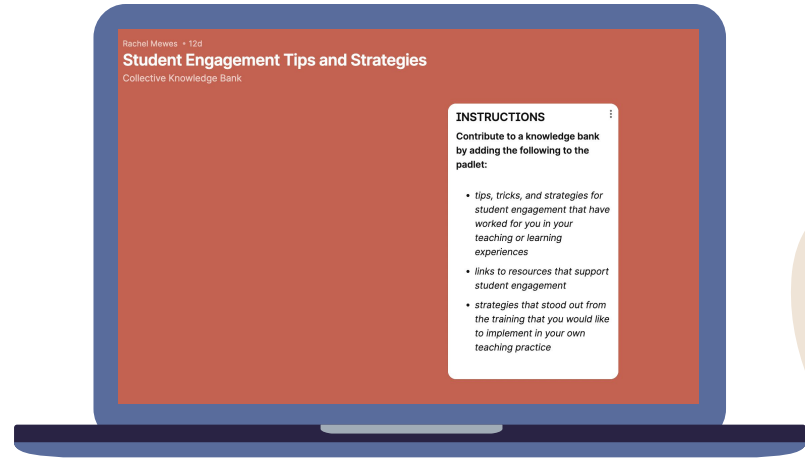 Rachel Mewes • 12d
Student Engagement Tips and Strategies
Collective Knowledge Bank
INSTRUCTIONS
Contribute to a knowledge bank
by adding the following to the
padlet:
• tips, tricks, and strategies for
student engagement that have
worked for you in your
teaching or learning
experiences
• links to resources that support
student engagement
• strategies that stood out from
the training that you would like
to implement in your own
teaching practice